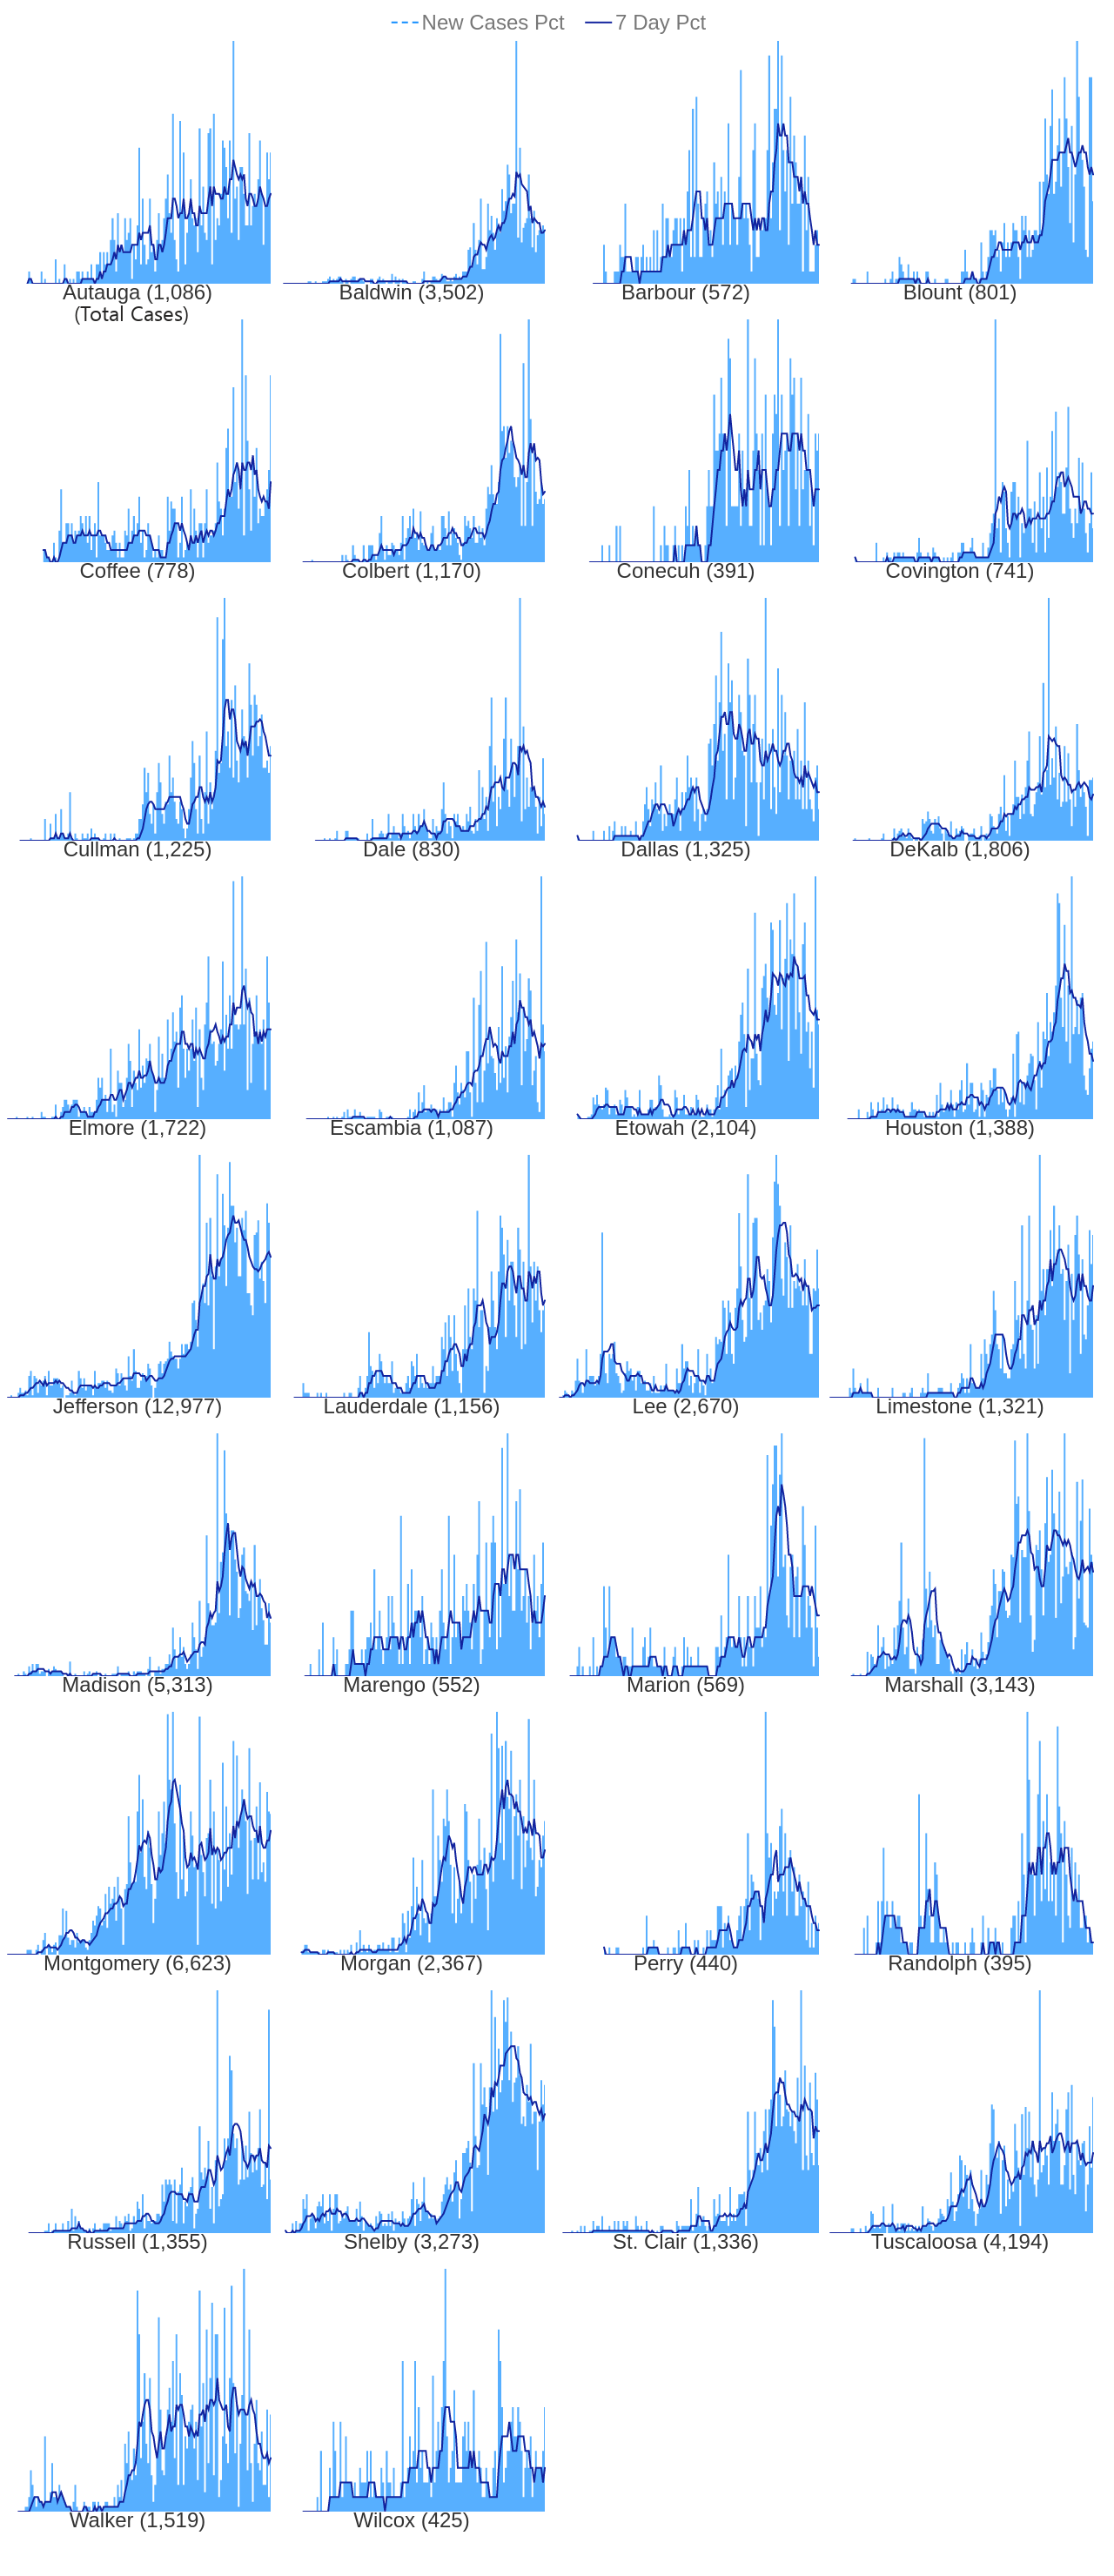 New Cases Pct 7 Day Pct
Autauga (1,086) Baldwin (3,502) Barbour (572) Blount (801)
(Total Cases)
Coffee (778) Colbert (1,170) Conecuh (391) Covington (741)
Cullman (1,225) Dale (830) Dallas (1,325) DeKalb (1,806)
Elmore (1,722) Escambia (1,087) Etowah (2,104) Houston (1,388)
Jefferson (12,977) Lauderdale (1,156) Lee (2,670) Limestone (1,321)
Madison (5,313) Marengo (552) Marion (569) Marshall (3,143)
Montgomery (6,623) Morgan (2,367) Perry (440) Randolph (395)
Russell (1,355) Shelby (3,273) St. Clair (1,336) Tuscaloosa (4,194)
Walker (1,519) Wilcox (425)